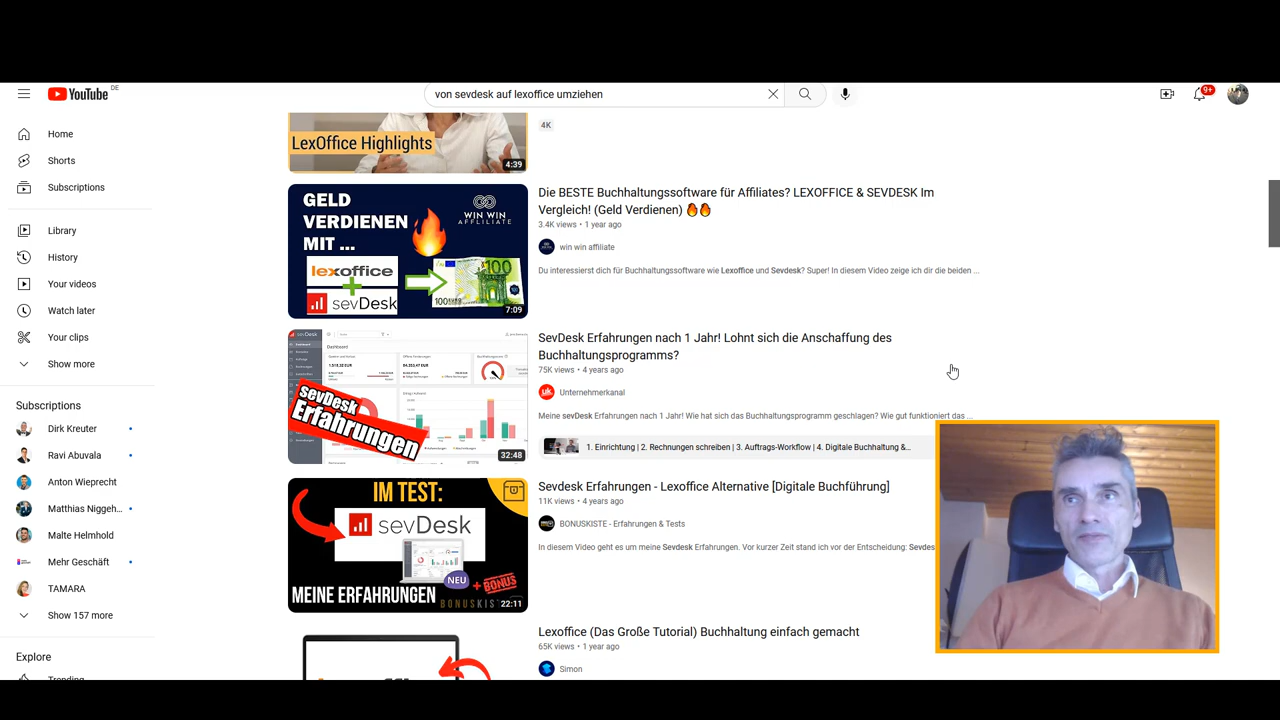 YouTube DE
von sevdesk auf lexoffice umziehen
9+
Home
Shorts
Subscriptions
Library
History
Your videos
Watch later
Your clips
Show more
Subscriptions
Dirk Kreuter
Ravi Abuvala
Anton Wieprecht
Matthias Niggeh...
Malte Helmhold
Mehr Geschäft
TAMARA
Show 157 more
Explore
Trending
LexOffice Highlights
4:39
4K
GELD
VERDIENEN
MIT ...
WIN WIN
AFFLILIATE
lexoffice
+
sevDesk
100
100 EURO
7:09
Die BESTE Buchhaltungssoftware für Affiliates? LEXOFFICE & SEVDESK Im
Vergleich! (Geld Verdienen) 🔥🔥
3.4K views • 1 year ago
win win affiliate
Du interessierst dich für Buchhaltungssoftware wie Lexoffice und Sevdesk? Super! In diesem Video zeige ich dir die beiden ...
Dashboard
sevDesk
Erfahrungen
32:48
SevDesk Erfahrungen nach 1 Jahr! Lohnt sich die Anschaffung des
Buchhaltungsprogramms?
75K views • 4 years ago
Unternehmerkanal
Meine sevDesk Erfahrungen nach 1 Jahr! Wie hat sich das Buchhaltungsprogramm geschlagen? Wie gut funktioniert das ...
1. Einrichtung | 2. Rechnungen schreiben | 3. Auftrags-Workflow | 4. Digitale Buchhaltung &...
IM TEST:
sevDesk
NEU
+ BONUS
MEINE ERFAHRUNGEN
BONUSKIS
22:11
Sevdesk Erfahrungen - Lexoffice Alternative [Digitale Buchführung]
11K views • 4 years ago
BONUSKISTE - Erfahrungen & Tests
In diesem Video geht es um meine Sevdesk Erfahrungen. Vor kurzer Zeit stand ich vor der Entscheidung: Sevdes
Lexoffice (Das Große Tutorial) Buchhaltung einfach gemacht
65K views • 1 year ago
Simon